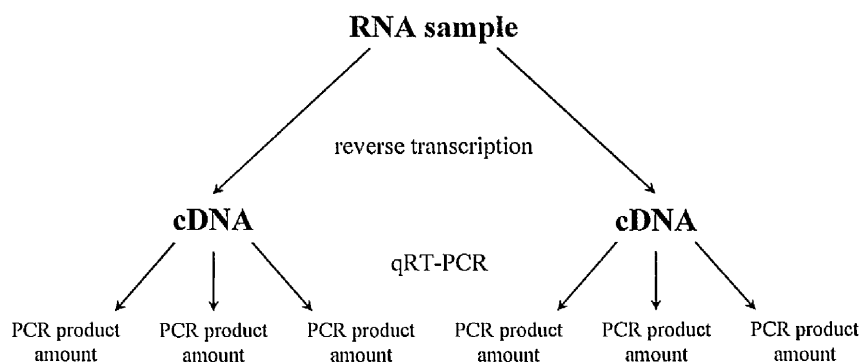 RNA sample
reverse transcription
cDNA
cDNA
qRT-PCR
PCR product
amount
PCR product
amount
PCR product
amount
PCR product
amount
PCR product
amount
PCR product
amount